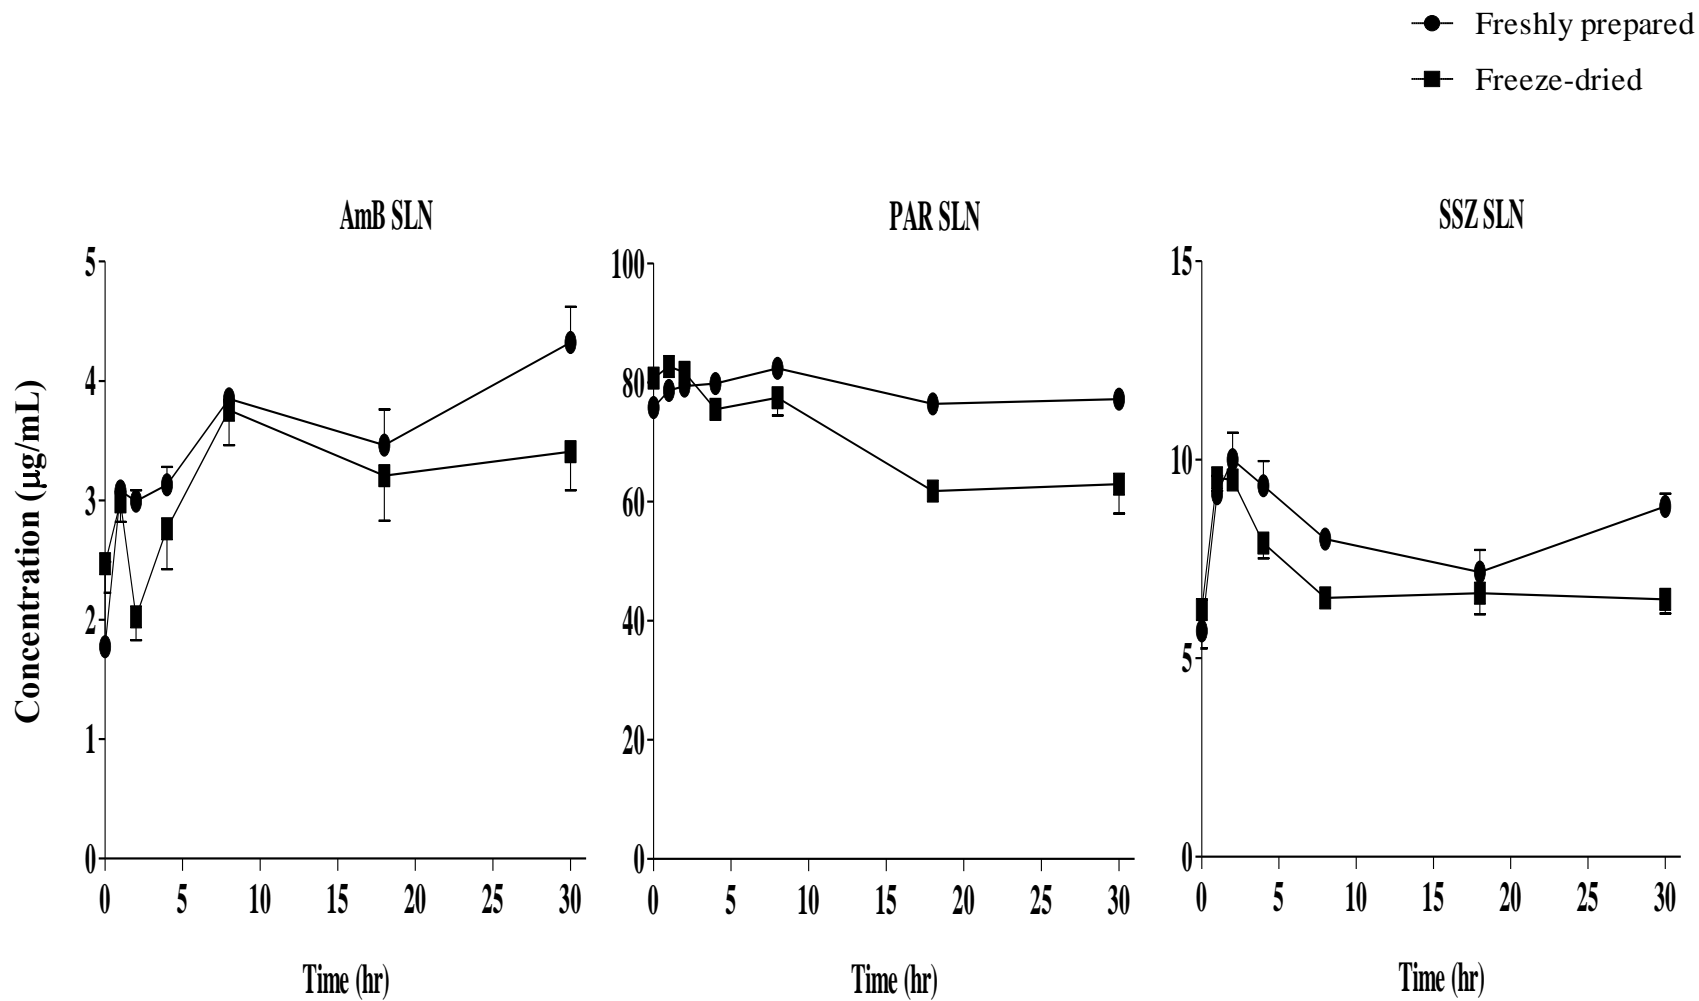 Freshly prepared
Freeze-dried
AmB SLN
PAR SLN
SSZ SLN
Concentration (µg/mL)
5
4
3
2
1
0
0 5 10 15 20 25 30
Time (hr)
100
80
60
40
20
0
0 5 10 15 20 25 30
Time (hr)
15
10
5
0
0 5 10 15 20 25 30
Time (hr)